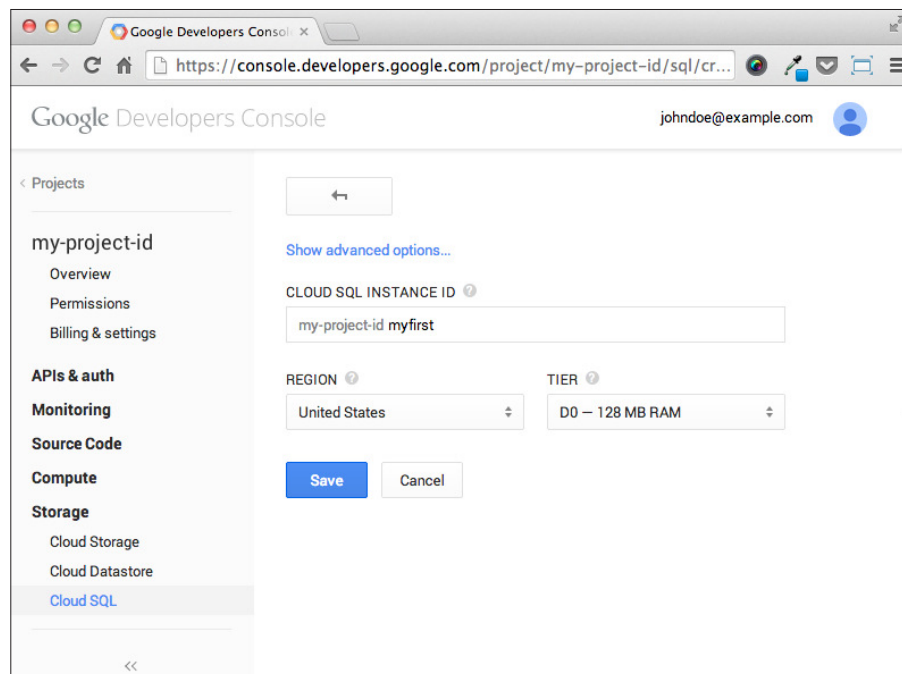 Google Developers Consol
https://console.developers.google.com/project/my-project-id/sql/cr...
Google Developers Console
johndoe@example.com
< Projects
my-project-id
Overview
Permissions
Billing & settings
APIs & auth
Monitoring
Source Code
Compute
Storage
Cloud Storage
Cloud Datastore
Cloud SQL
<<
Show advanced options...
CLOUD SQL INSTANCE ID ?
my-project-id myfirst
REGION ? TIER ?
United States D0 — 128 MB RAM
Save Cancel